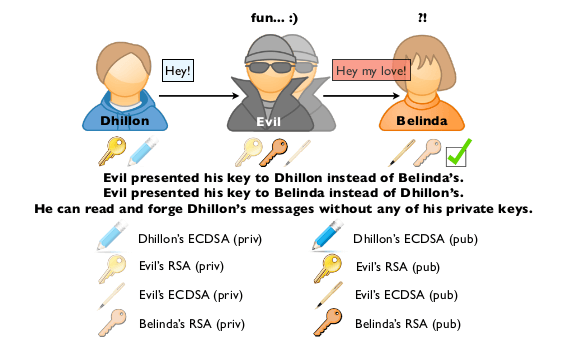 fun... :)
?!
Hey!
Hey my love!
Dhillon
Evil
Belinda
Evil presented his key to Dhillon instead of Belinda's.
Evil presented his key to Belinda instead of Dhillon's.
He can read and forge Dhillon's messages without any of his private keys.
Dhillon's ECDSA (priv)
Dhillon's ECDSA (pub)
Evil's RSA (priv)
Evil's RSA (pub)
Evil's ECDSA (priv)
Evil's ECDSA (pub)
Belinda's RSA (priv)
Belinda's RSA (pub)